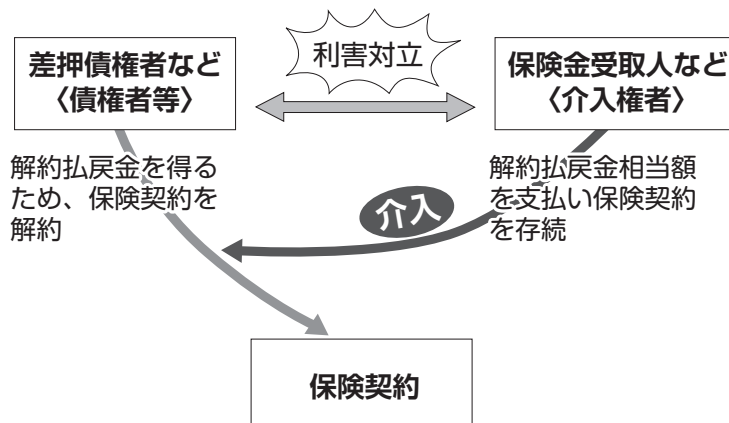 差押債権者など
〈債権者等〉
利害対立
保険金受取人など
〈介入権者〉
解約払戻金を得る
ため、保険契約を
解約
解約払戻金相当額
を支払い保険契約
を存続
介入
保険契約